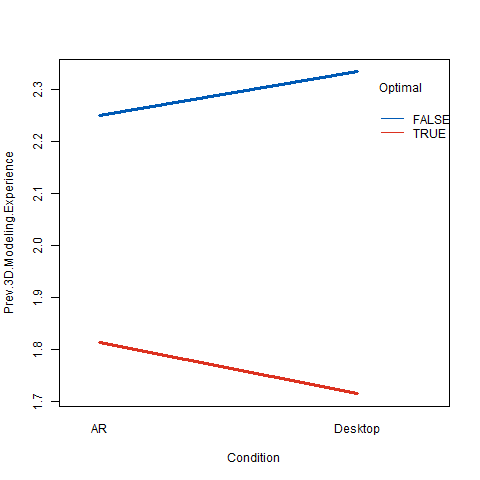 Optimal
FALSE
TRUE
Prev.3D.Modeling.Experience
2.3
2.2
2.1
2.0
1.9
1.8
1.7
AR Desktop
Condition